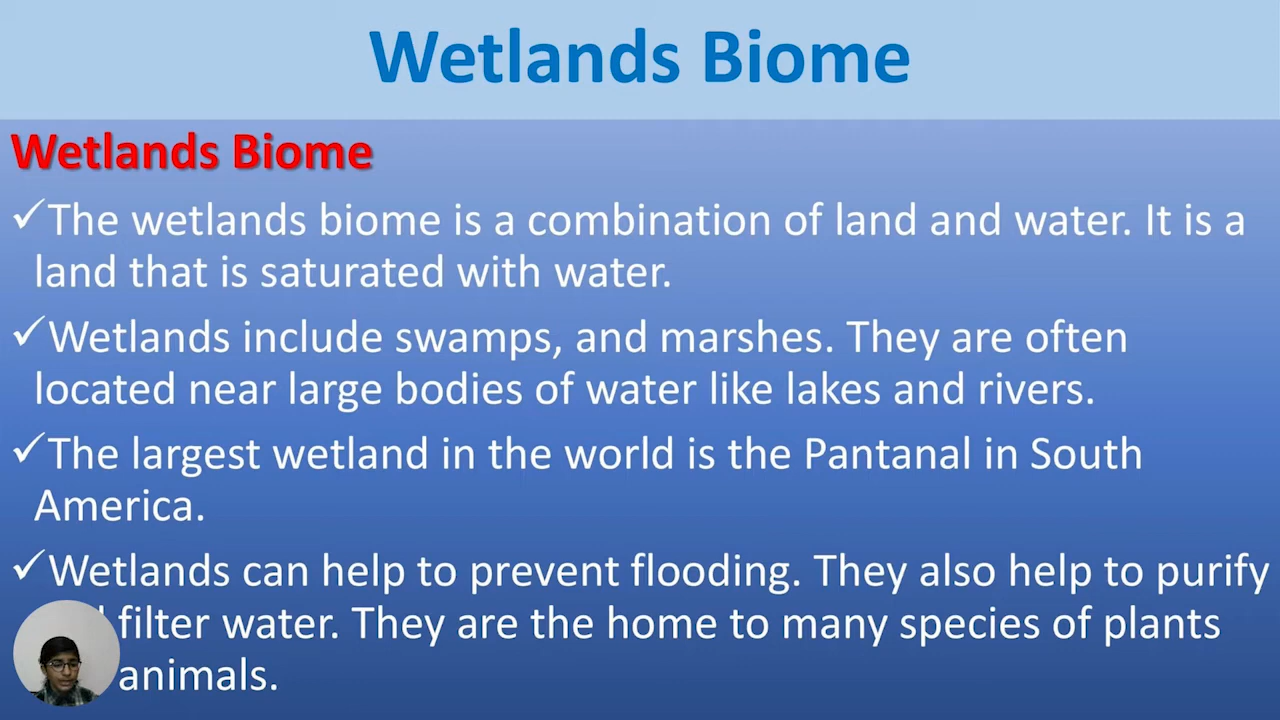 Wetlands Biome
Wetlands Biome
✓The wetlands biome is a combination of land and water. It is a
land that is saturated with water.
✓Wetlands include swamps, and marshes. They are often
located near large bodies of water like lakes and rivers.
✓The largest wetland in the world is the Pantanal in South
America.
✓Wetlands can help to prevent flooding. They also help to purify
filter water. They are the home to many species of plants
animals.